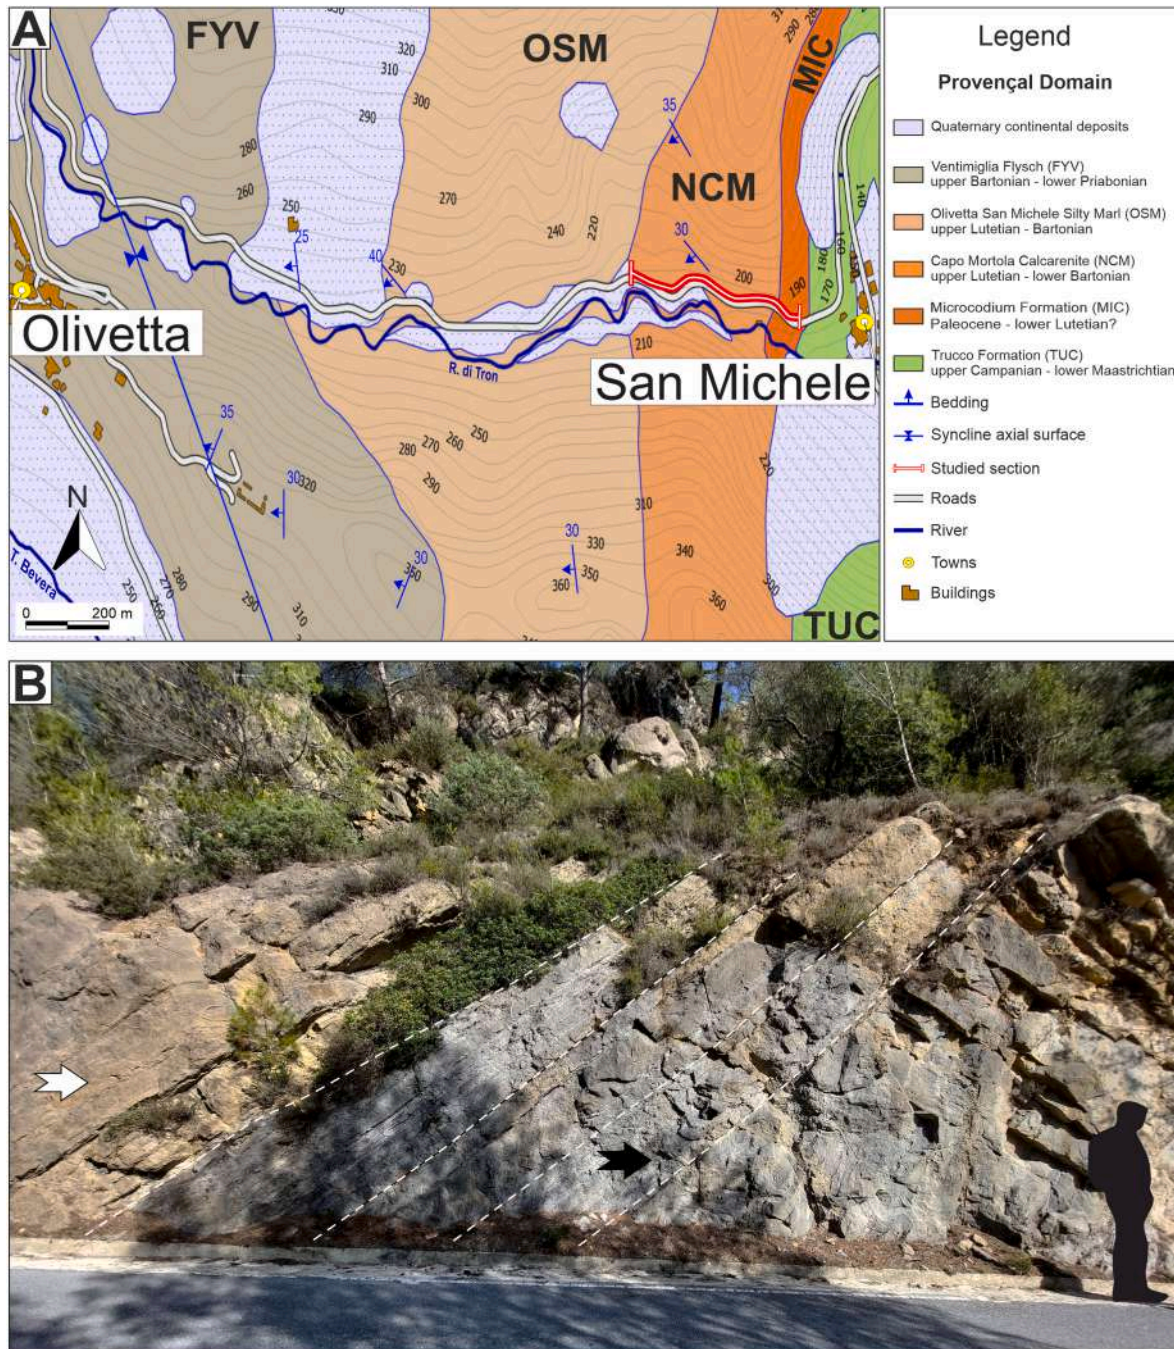 A
FYV
OSM
MIC
NCM
TUC
320
310
300
290
280
260
250
25
270
240
220
230
40
35
30
290
280
200
190
140
160
180
170
210
Olivetta
San Michele
R. di Tron
T. Bevera
N
0 200 m
35
30
320
30
350
280
270
260
250
290
310
330
30
350
360
340
360
220
300
250
260
270
280
290
310
Legend
Provençal Domain
Quaternary continental deposits
Ventimiglia Flysch (FYV)
upper Bartonian - lower Priabonian
Olivetta San Michele Silty Marl (OSM)
upper Lutetian - Bartonian
Capo Mortola Calcarenite (NCM)
upper Lutetian - lower Bartonian
Microcodium Formation (MIC)
Paleocene - lower Lutetian?
Trucco Formation (TUC)
upper Campanian - lower Maastrichtian
Bedding
Syncline axial surface
Studied section
Roads
River
Towns
Buildings
B